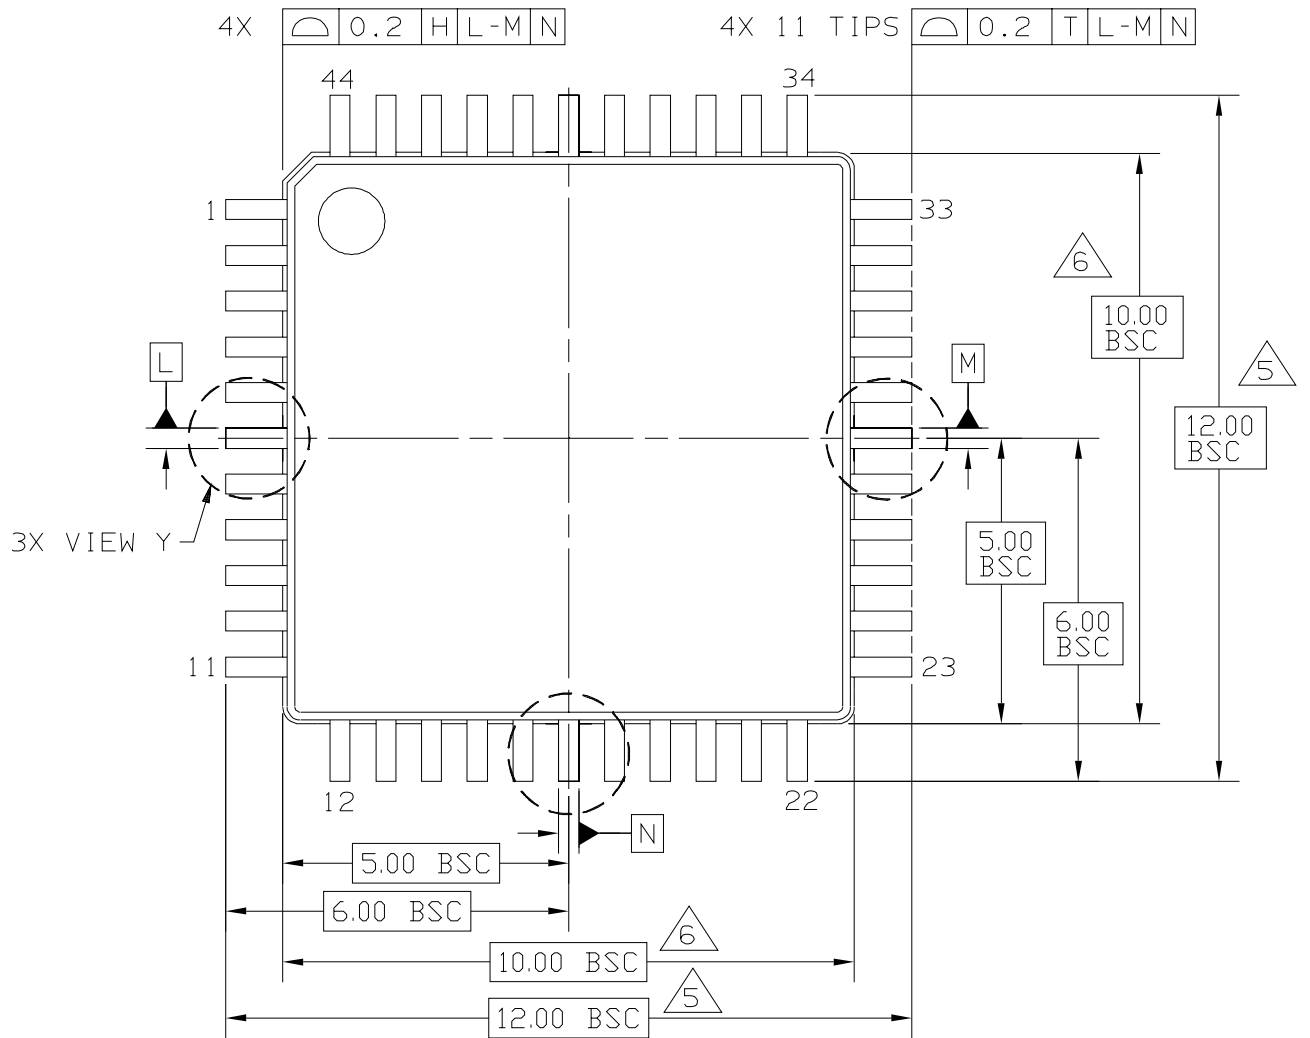 4X 0.2 H L-M N
4X 11 TIPS 0.2 T L-M N
44
34
1
33
6
10.00
BSC
5
L
M
12.00
BSC
3X VIEW Y
5.00
BSC
6.00
BSC
11
23
12
22
N
5.00 BSC
6.00 BSC
6
10.00 BSC
5
12.00 BSC